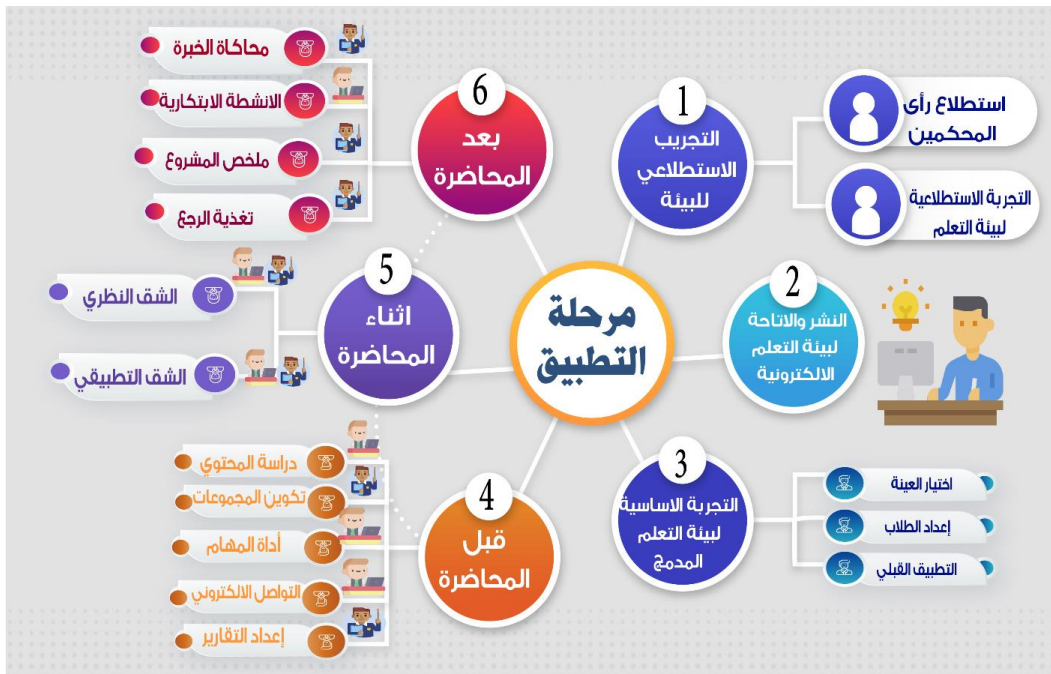 مرحلة
التطبيق
1
التجريب
الاستطلاعي
للبيئة
استطلاع رأى
المحكمين
التجربة الاستطلاعية
لبيئة التعلم
2
النشر والاتاحة
لبيئة التعلم
الالكترونية
3
التجربة الاساسية
لبيئة التعلم
المدمج
اختيار العينة
إعداد الطلاب
التطبيق القبلي
4
قبل
المحاضرة
دراسة المحتوي
تكوين المجموعات
أداة المهام
التواصل الالكتروني
إعداد التقارير
5
اثناء
المحاضرة
الشق النظري
الشق التطبيقي
6
بعد
المحاضرة
محاكاة الخبرة
الانشطة الابتكارية
ملخص المشروع
تغذية الرجع